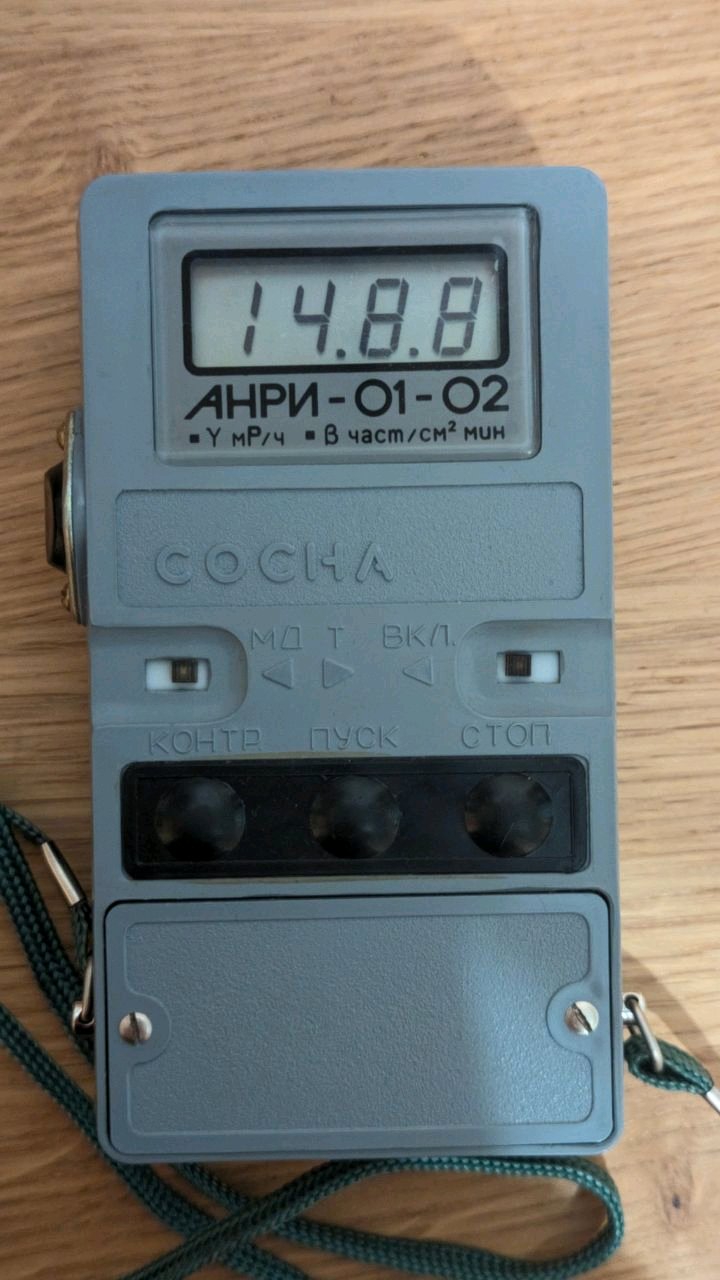 14.8.8
АНРИ-01-02
▪γ мР/ч ▪β част/см² мин
СОСНА
МД Т ВКЛ.
КОНТР. ПУСК СТОП